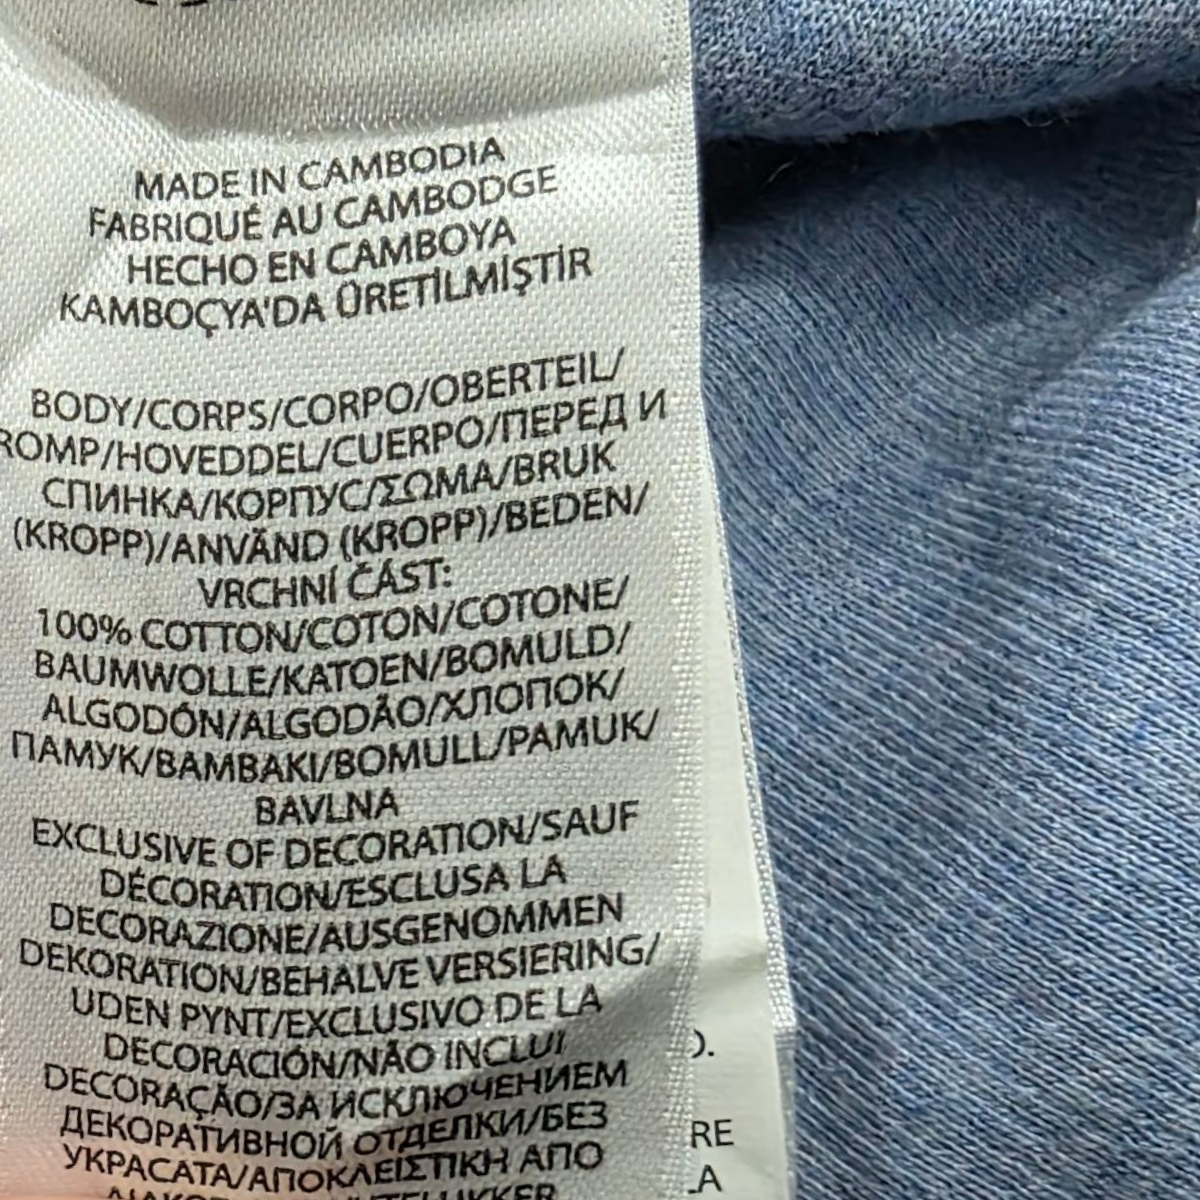 MADE IN CAMBODIA
FABRIQUÉ AU CAMBODGE
HECHO EN CAMBOYA
KAMBOÇYA'DA ÜRETİLMİŞTİR
BODY/CORPS/CORPO/OBERTEIL/
ROMP/HOVEDDEL/CUERPO/ПЕРЕД И
СПИНКА/КОРПУС/ΣΩΜΑ/BRUK
(KROPP)/ANVÄND (KROPP)/BEDEN/
VRCHNÍ ČÁST:
100% COTTON/COTON/COTONE/
BAUMWOLLE/KATOEN/BOMULD/
ALGODÓN/ALGODÃO/ХЛОПОК/
ПАМУК/BAMBAKI/BOMULL/PAMUK/
BAVLNA
EXCLUSIVE OF DECORATION/SAUF
DÉCORATION/ESCLUSA LA
DECORAZIONE/AUSGENOMMEN
DEKORATION/BEHALVE VERSIERING/
UDEN PYNT/EXCLUSIVO DE LA
DECORACIÓN/NÃO INCLUI
DECORAÇÃO/ЗА ИСКЛЮЧЕНИЕМ
ДЕКОРАТИВНОЙ ОТДЕЛКИ/БЕЗ
УКРАСАТА/ΑΠΟΚΛΕΙΣΤΙΚΗ ΑΠΟ
RE